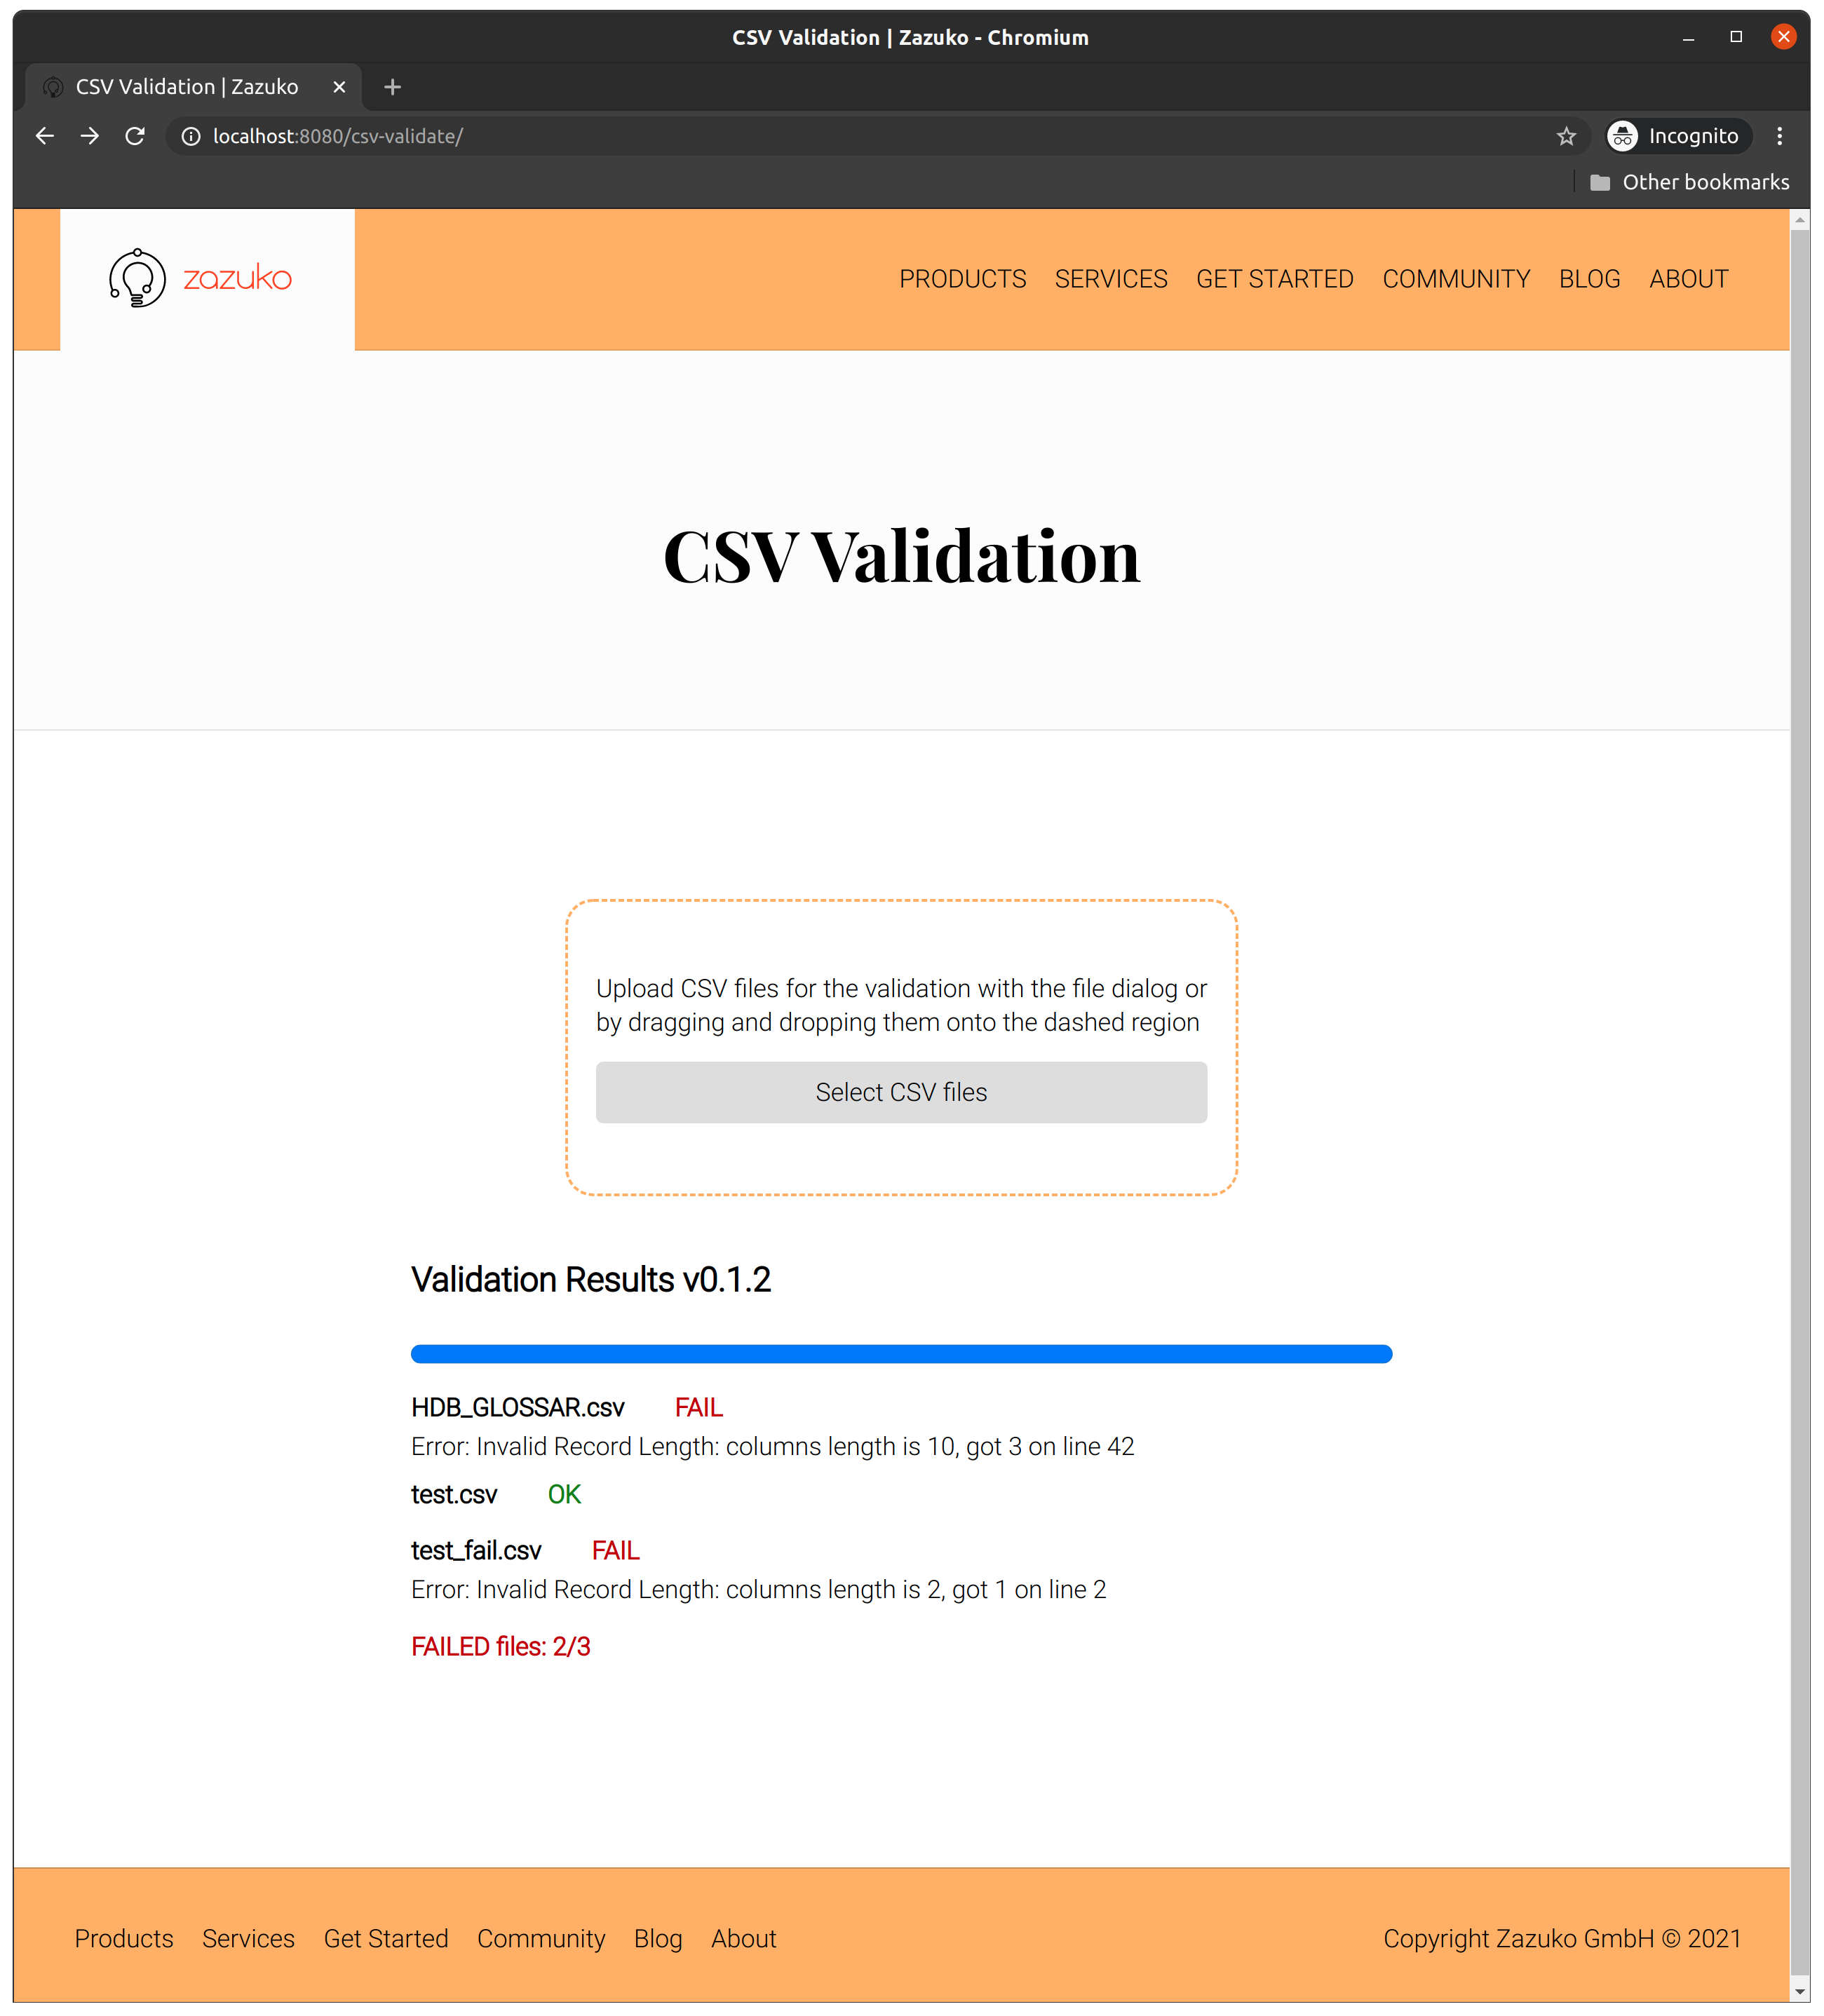 CSV Validation | Zazuko - Chromium
CSV Validation | Zazuko
localhost:8080/csv-validate/
Incognito
Other bookmarks
zazuko
PRODUCTS SERVICES GET STARTED COMMUNITY BLOG ABOUT
CSV Validation
Upload CSV files for the validation with the file dialog or
by dragging and dropping them onto the dashed region
Select CSV files
Validation Results v0.1.2
HDB_GLOSSAR.csv FAIL
Error: Invalid Record Length: columns length is 10, got 3 on line 42
test.csv OK
test_fail.csv FAIL
Error: Invalid Record Length: columns length is 2, got 1 on line 2
FAILED files: 2/3
Products Services Get Started Community Blog About
Copyright Zazuko GmbH © 2021